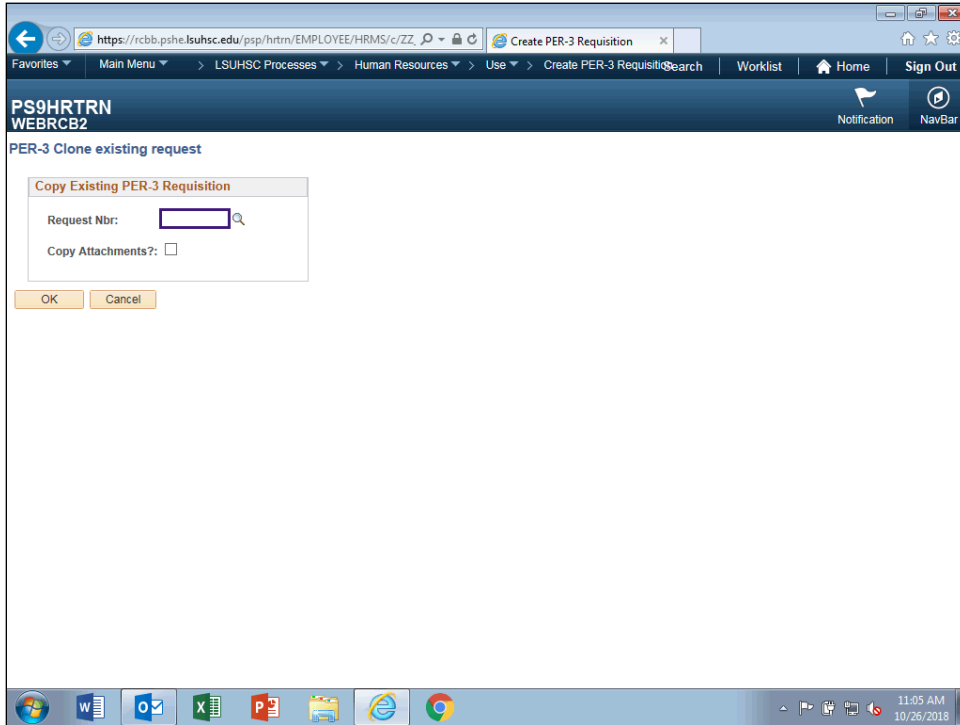 https://rcbb.pshe.lsuhsc.edu/psp/hrtrn/EMPLOYEE/HRMS/c/ZZ_
Create PER-3 Requisition
Favorites Main Menu > LSUHSC Processes > Human Resources > Use > Create PER-3 Requisition Search Worklist Home Sign Out
PS9HRTRN
WEBRCB2
Notification NavBar
PER-3 Clone existing request
Copy Existing PER-3 Requisition
Request Nbr:
Copy Attachments?:
OK Cancel
11:05 AM
10/26/2018